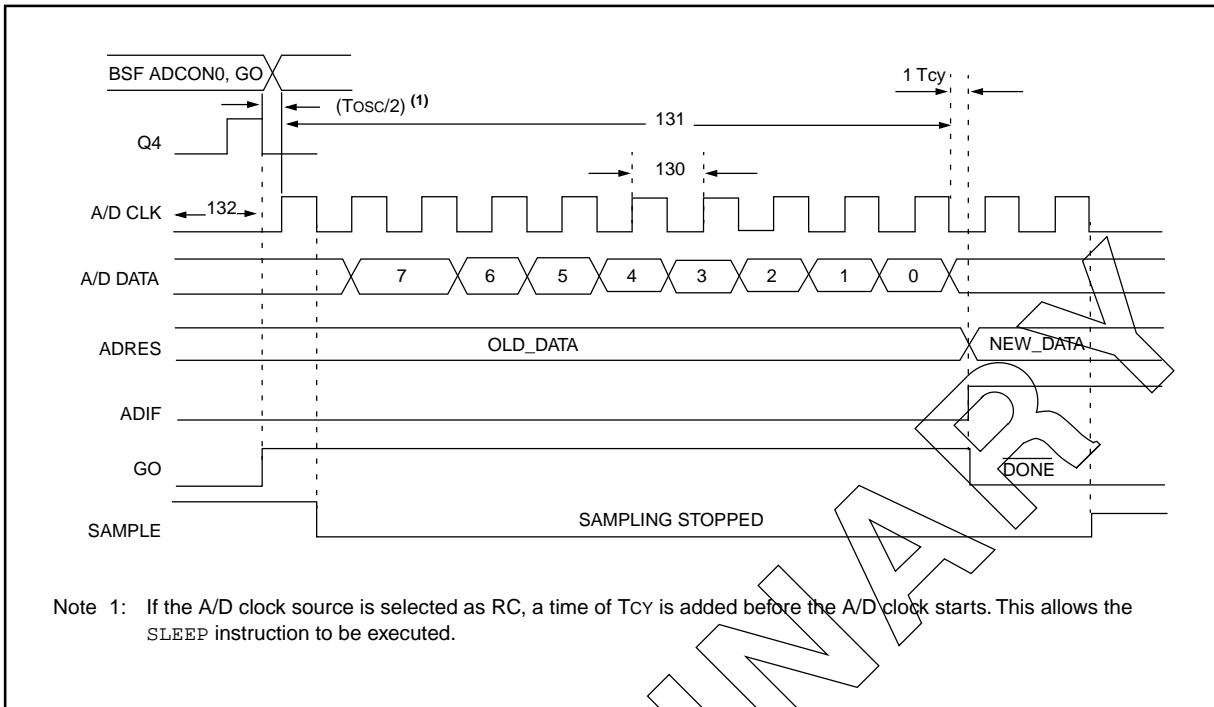 BSF ADCON0, GO
(TOSC/2) (1)
1 Tcy
131
Q4
130
A/D CLK
132
A/D DATA
7 6 5 4 3 2 1 0
ADRES
OLD_DATA
NEW_DATA
ADIF
GO
DONE
SAMPLE
SAMPLING STOPPED
Note 1: If the A/D clock source is selected as RC, a time of TCY is added before the A/D clock starts. This allows the
SLEEP instruction to be executed.
INARY